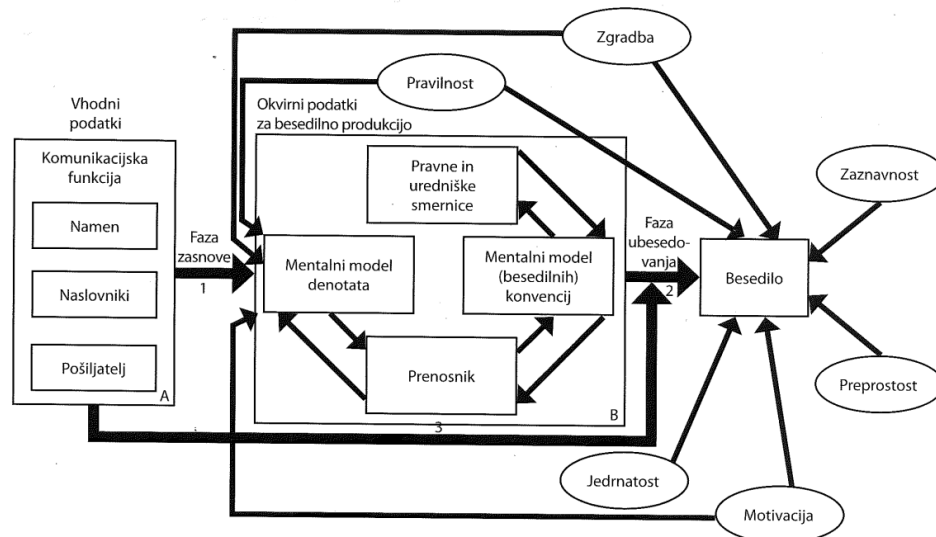 Zgradba
Pravilnost
Vhodni
podatki
Okvirni podatki
za besedilno produkcijo
Komunikacijska
funkcija
Namen
Naslovniki
Pošiljatelj
A
Faza
zasnove
1
Pravne in
uredniške
smernice
Mentalni model
denotata
Mentalni model
(besedilnih)
konvencij
Prenosnik
B
3
Faza
ubesedo-
vanja
2
Besedilo
Zaznavnost
Preprostost
Jedrnatost
Motivacija